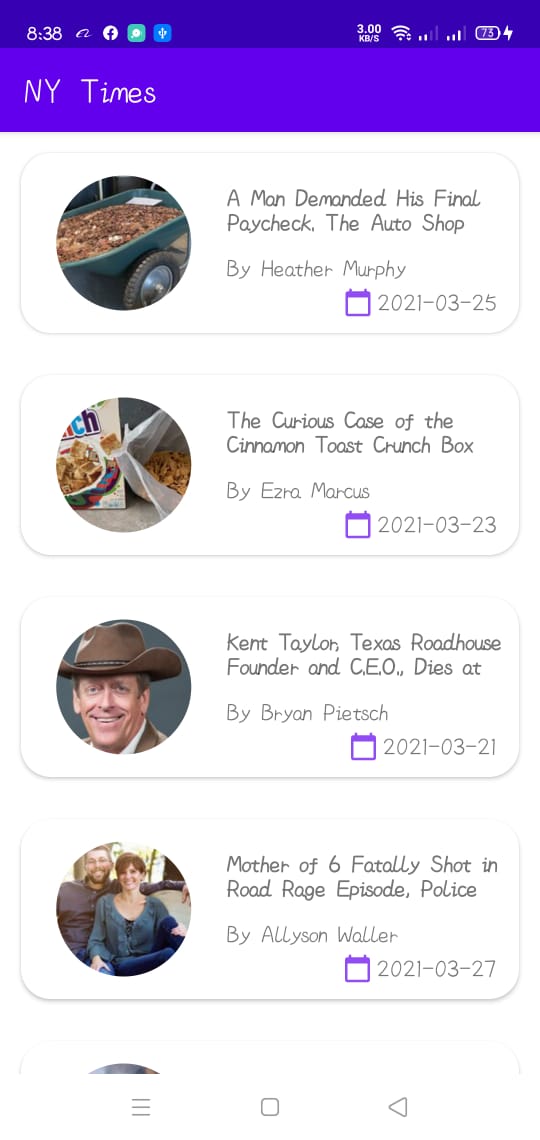 8:38
3.00
KB/S
73
NY Times
A Man Demanded His Final
Paycheck. The Auto Shop
By Heather Murphy
2021-03-25
ch
The Curious Case of the
Cinnamon Toast Crunch Box
By Ezra Marcus
2021-03-23
Kent Taylor, Texas Roadhouse
Founder and C.E.O., Dies at
By Bryan Pietsch
2021-03-21
Mother of 6 Fatally Shot in
Road Rage Episode, Police
By Allyson Waller
2021-03-27